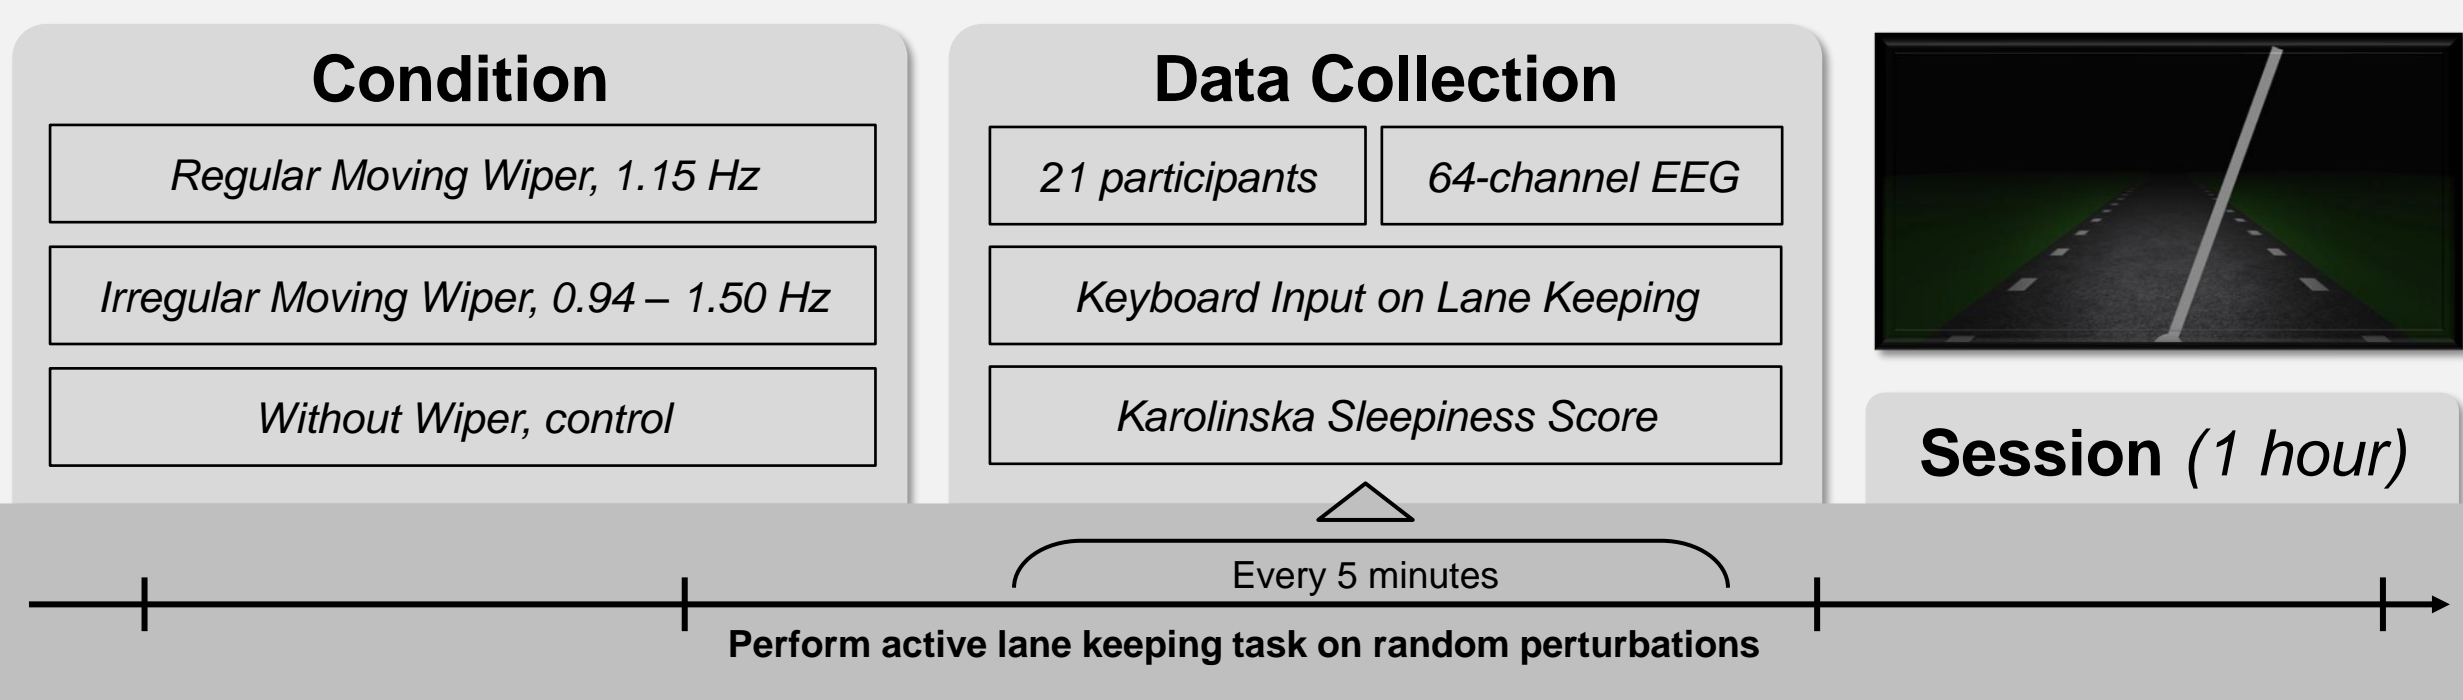 Condition
Regular Moving Wiper, 1.15 Hz
Irregular Moving Wiper, 0.94 – 1.50 Hz
Without Wiper, control
Data Collection
21 participants
64-channel EEG
Keyboard Input on Lane Keeping
Karolinska Sleepiness Score
Session (1 hour)
Every 5 minutes
Perform active lane keeping task on random perturbations